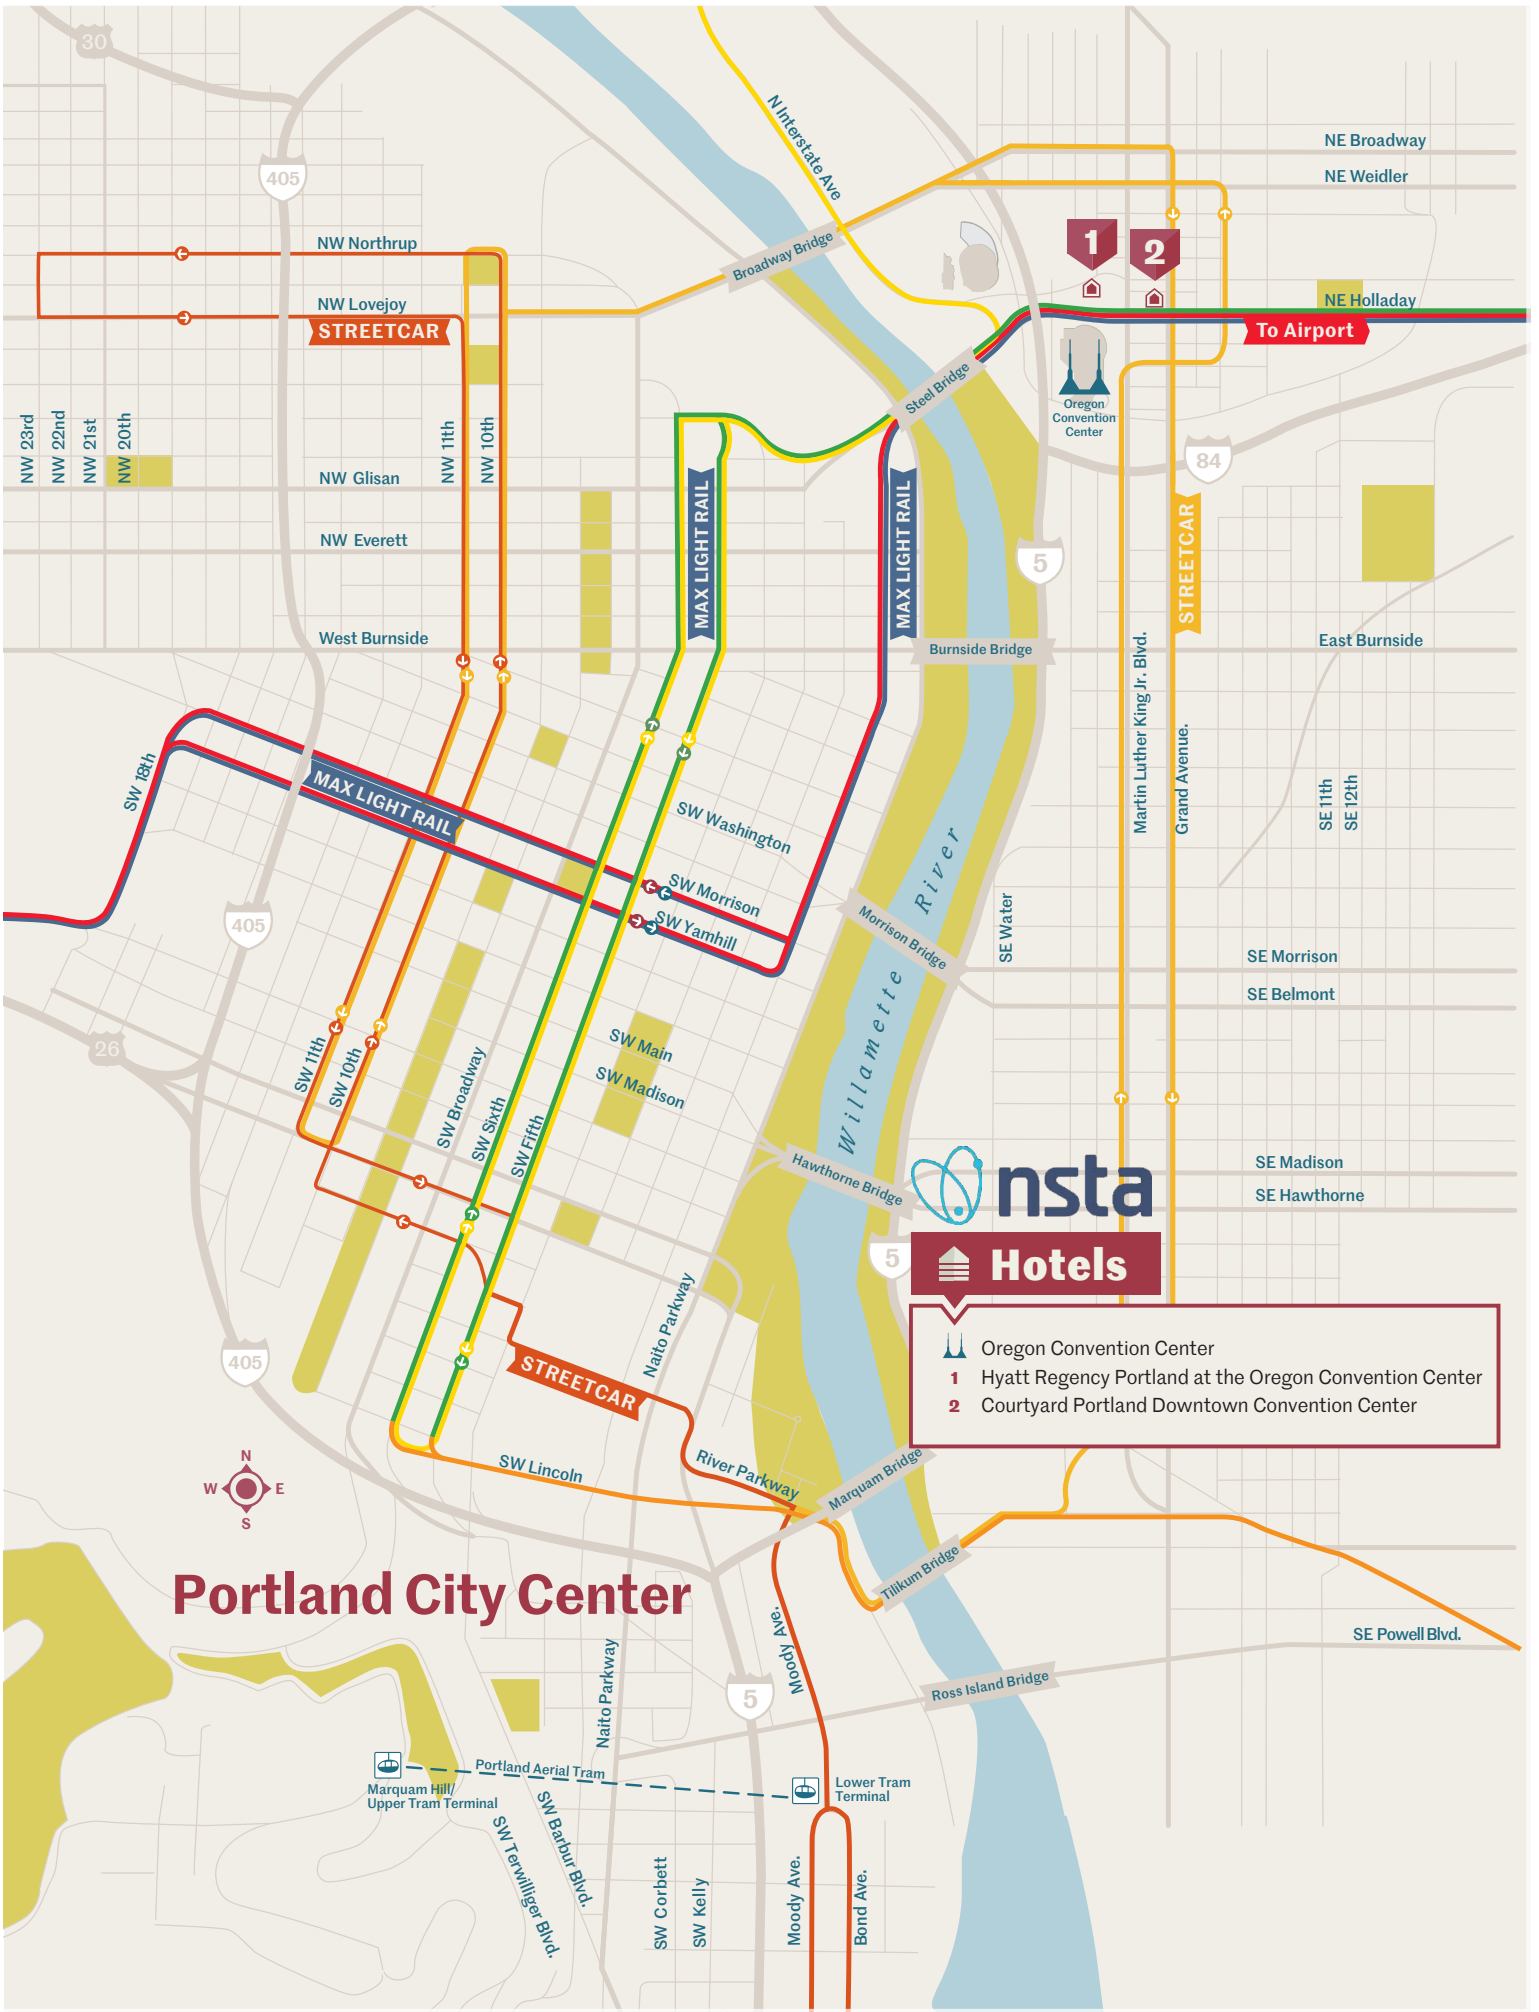 30
N Interstate Ave
NE Broadway
NE Weidler
405
1
2
NW Northrup
Broadway Bridge
NW Lovejoy
STREETCAR
NE Holladay
To Airport
Steel Bridge
Oregon
Convention
Center
NW 23rd
NW 22nd
NW 21st
NW 20th
NW 11th
NW 10th
84
NW Glisan
MAX LIGHT RAIL
MAX LIGHT RAIL
STREETCAR
NW Everett
5
West Burnside
Burnside Bridge
East Burnside
Martin Luther King Jr. Blvd.
Grand Avenue.
SW 18th
MAX LIGHT RAIL
SW Washington
SE 11th
SE 12th
SW Morrison
SW Yamhill
405
Morrison Bridge
Willamette River
SE Water
SE Morrison
SE Belmont
26
SW 11th
SW 10th
SW Broadway
SW Sixth
SW Fifth
SW Main
SW Madison
Hawthorne Bridge
nsta
SE Madison
SE Hawthorne
5
Hotels
Naito Parkway
405
STREETCAR
Oregon Convention Center
1 Hyatt Regency Portland at the Oregon Convention Center
2 Courtyard Portland Downtown Convention Center
N
W E
S
SW Lincoln
River Parkway
Marquam Bridge
Tilikum Bridge
Portland City Center
Moody Ave.
SE Powell Blvd.
Naito Parkway
5
Ross Island Bridge
Portland Aerial Tram
Marquam Hill/
Upper Tram Terminal
Lower Tram
Terminal
SW Terwilliger Blvd.
SW Barbur Blvd.
SW Corbett
SW Kelly
Moody Ave.
Bond Ave.